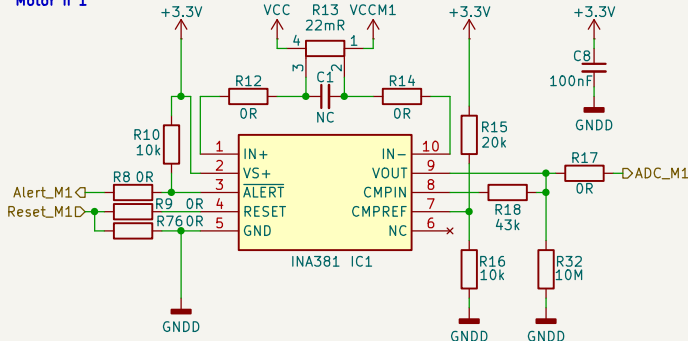 Motor n°1
+3.3V
VCC
R13
22mR
VCCM1
+3.3V
+3.3V
4
1
3
2
C8
100nF
GNDD
R12
0R
C1
NC
R14
0R
R10
10k
R15
20k
1
IN+
IN-
10
2
VS+
VOUT
9
R17
0R
ADC_M1
Alert_M1
R8 0R
3
ALERT
CMPIN
8
R18
43k
Reset_M1
R9 0R
4
RESET
CMPREF
7
R76 0R
5
GND
NC
6
INA381 IC1
R16
10k
R32
10M
GNDD
GNDD
GNDD